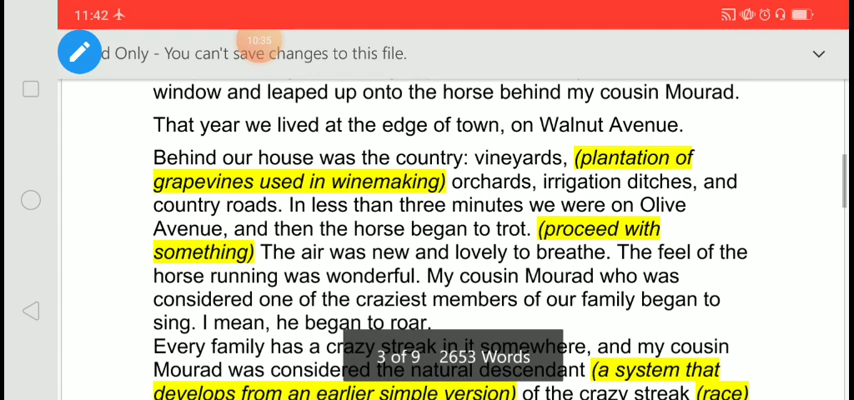 11:42
10:35
d Only - You can't save changes to this file.
window and leaped up onto the horse behind my cousin Mourad.
That year we lived at the edge of town, on Walnut Avenue.
Behind our house was the country: vineyards, (plantation of
grapevines used in winemaking) orchards, irrigation ditches, and
country roads. In less than three minutes we were on Olive
Avenue, and then the horse began to trot. (proceed with
something) The air was new and lovely to breathe. The feel of the
horse running was wonderful. My cousin Mourad who was
considered one of the craziest members of our family began to
sing. I mean, he began to roar.
Every family has a crazy streak in it somewhere, and my cousin
3 of 9 2653 Words
Mourad was considered the natural descendant (a system that
develops from an earlier simple version) of the crazy streak (race)